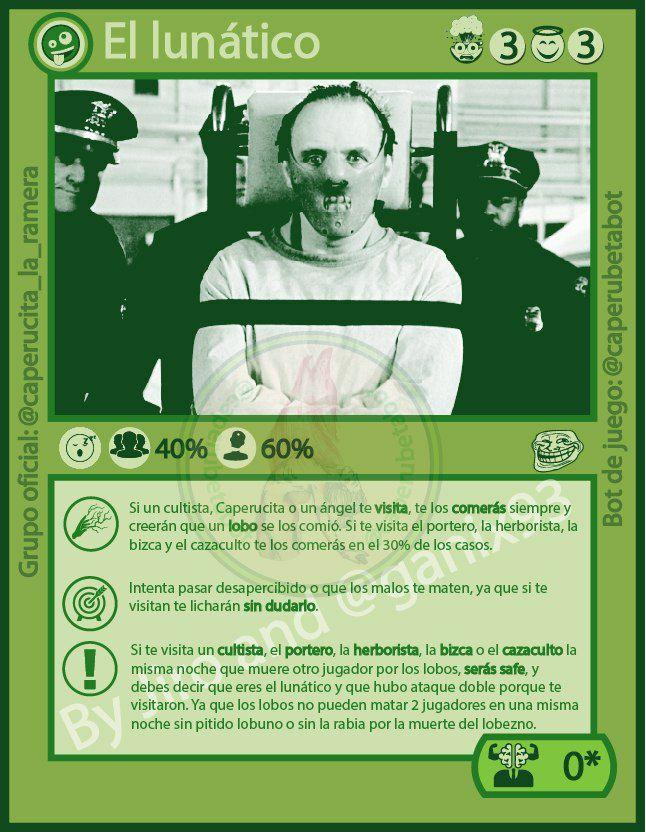 El lunático
3
3
Grupo oficial: @caperucita_la_ramera
Bot de juego: @caperubetabot
40%
60%
Si un cultista, Caperucita o un ángel te visita, te los comerás siempre y
creerán que un lobo se los comió. Si te visita el portero, la herborista, la
bizca y el cazaculto te los comerás en el 30% de los casos.
Intenta pasar desapercibido o que los malos te maten, ya que si te
visitan te licharán sin dudarlo.
Si te visita un cultista, el portero, la herborista, la bizca o el cazaculto la
misma noche que muere otro jugador por los lobos, serás safe, y
debes decir que eres el lunático y que hubo ataque doble porque te
visitaron. Ya que los lobos no pueden matar 2 jugadores en una misma
noche sin pitido lobuno o sin la rabia por la muerte del lobezno.
0*